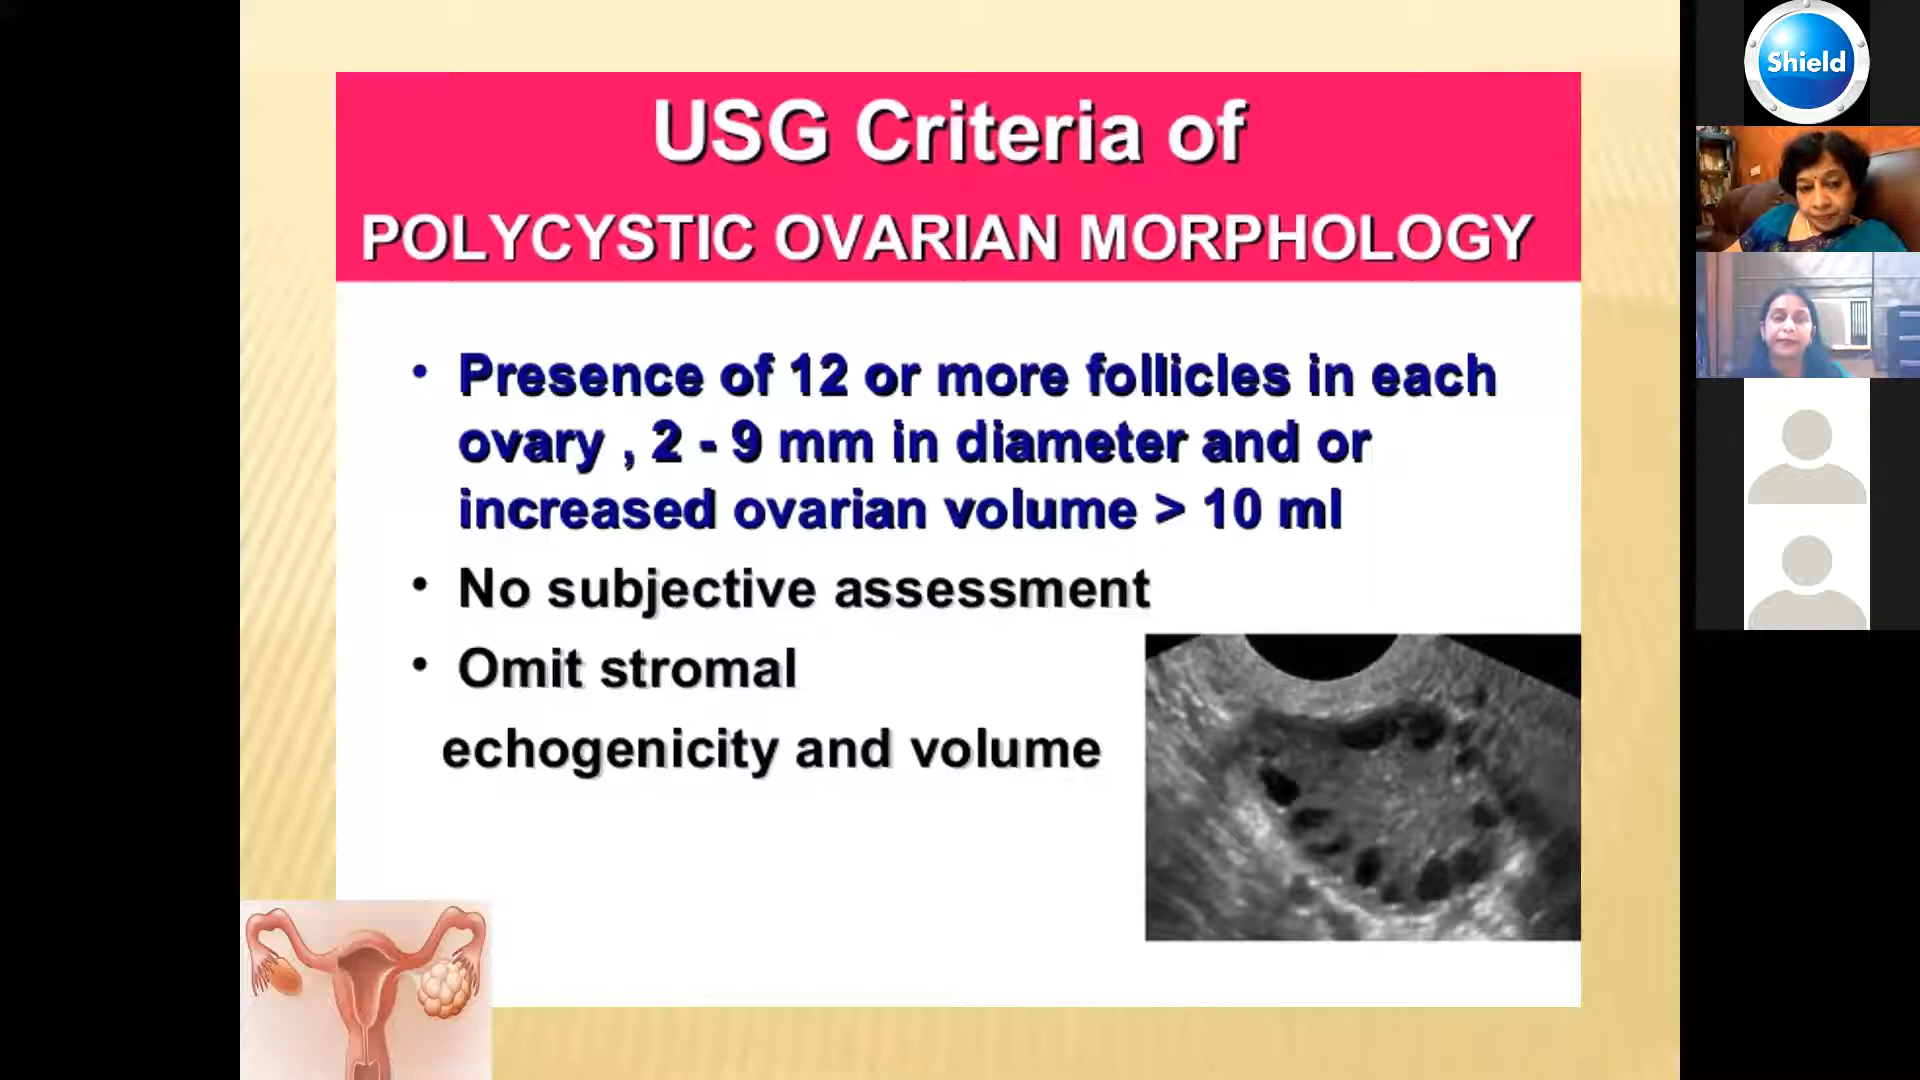 USG Criteria of
POLYCYSTIC OVARIAN MORPHOLOGY
• Presence of 12 or more follicles in each
ovary , 2 - 9 mm in diameter and or
increased ovarian volume > 10 ml
• No subjective assessment
• Omit stromal
echogenicity and volume
Shield